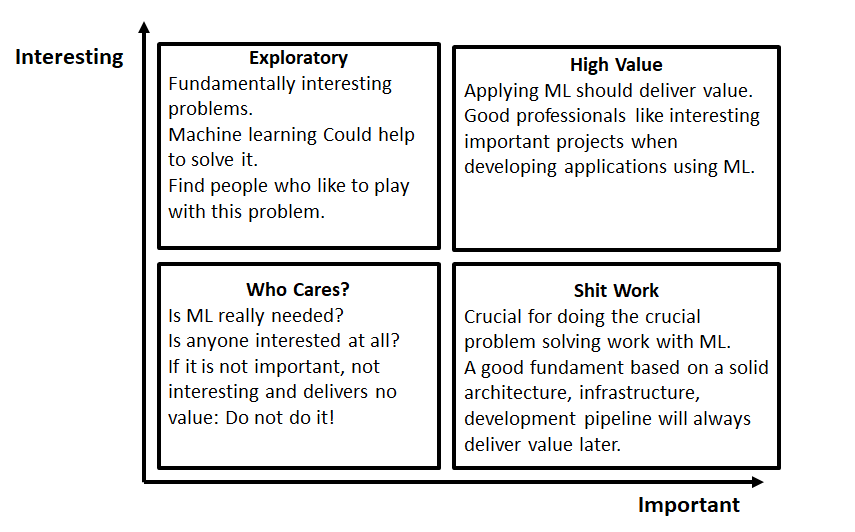 Interesting
Exploratory
Fundamentally interesting
problems.
Machine learning Could help
to solve it.
Find people who like to play
with this problem.
High Value
Applying ML should deliver value.
Good professionals like interesting
important projects when
developing applications using ML.
Who Cares?
Is ML really needed?
Is anyone interested at all?
If it is not important, not
interesting and delivers no
value: Do not do it!
Shit Work
Crucial for doing the crucial
problem solving work with ML.
A good fundament based on a solid
architecture, infrastructure,
development pipeline will always
deliver value later.
Important